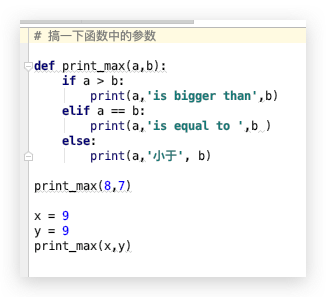 # 搞一下函数中的参数
def print_max(a,b):
    if a > b:
        print(a,'is bigger than',b)
    elif a == b:
        print(a,'is equal to ',b )
    else:
        print(a,'小于', b)
print_max(8,7)
x = 9
y = 9
print_max(x,y)